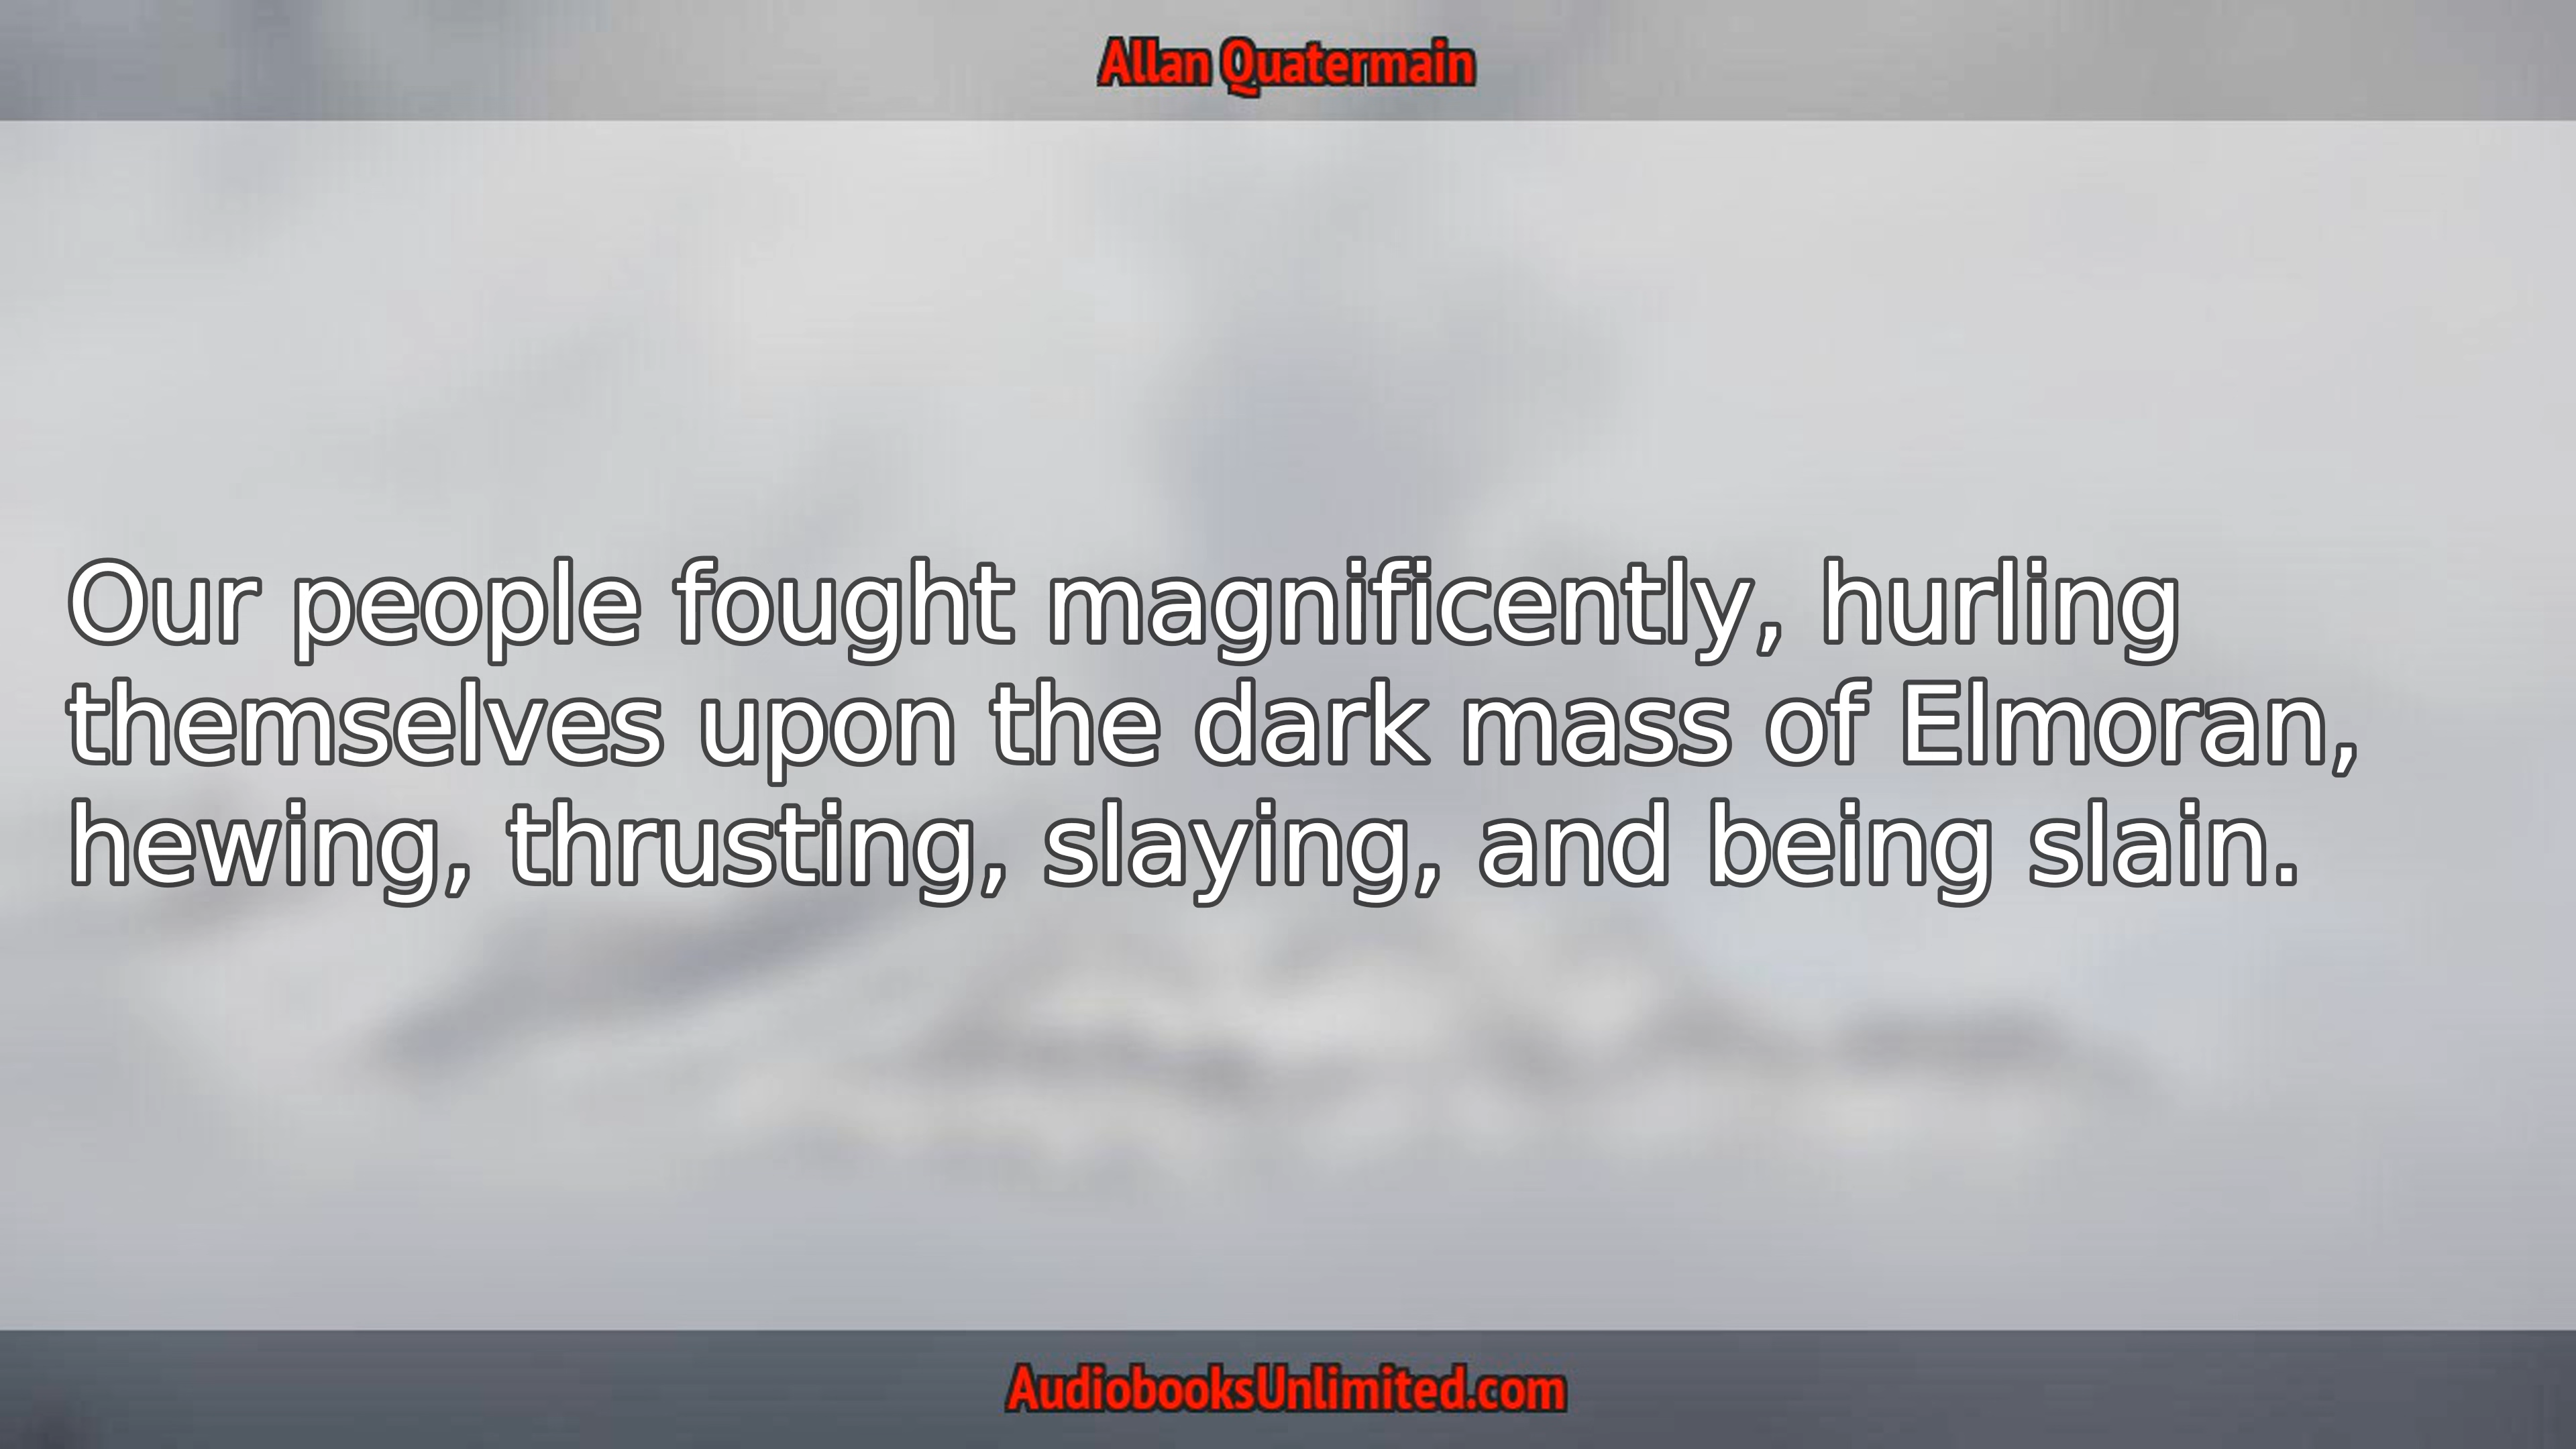 Allan Quatermain
Our people fought magnificently, hurling
themselves upon the dark mass of Elmoran,
hewing, thrusting, slaying, and being slain.
AudiobooksUnlimited.com